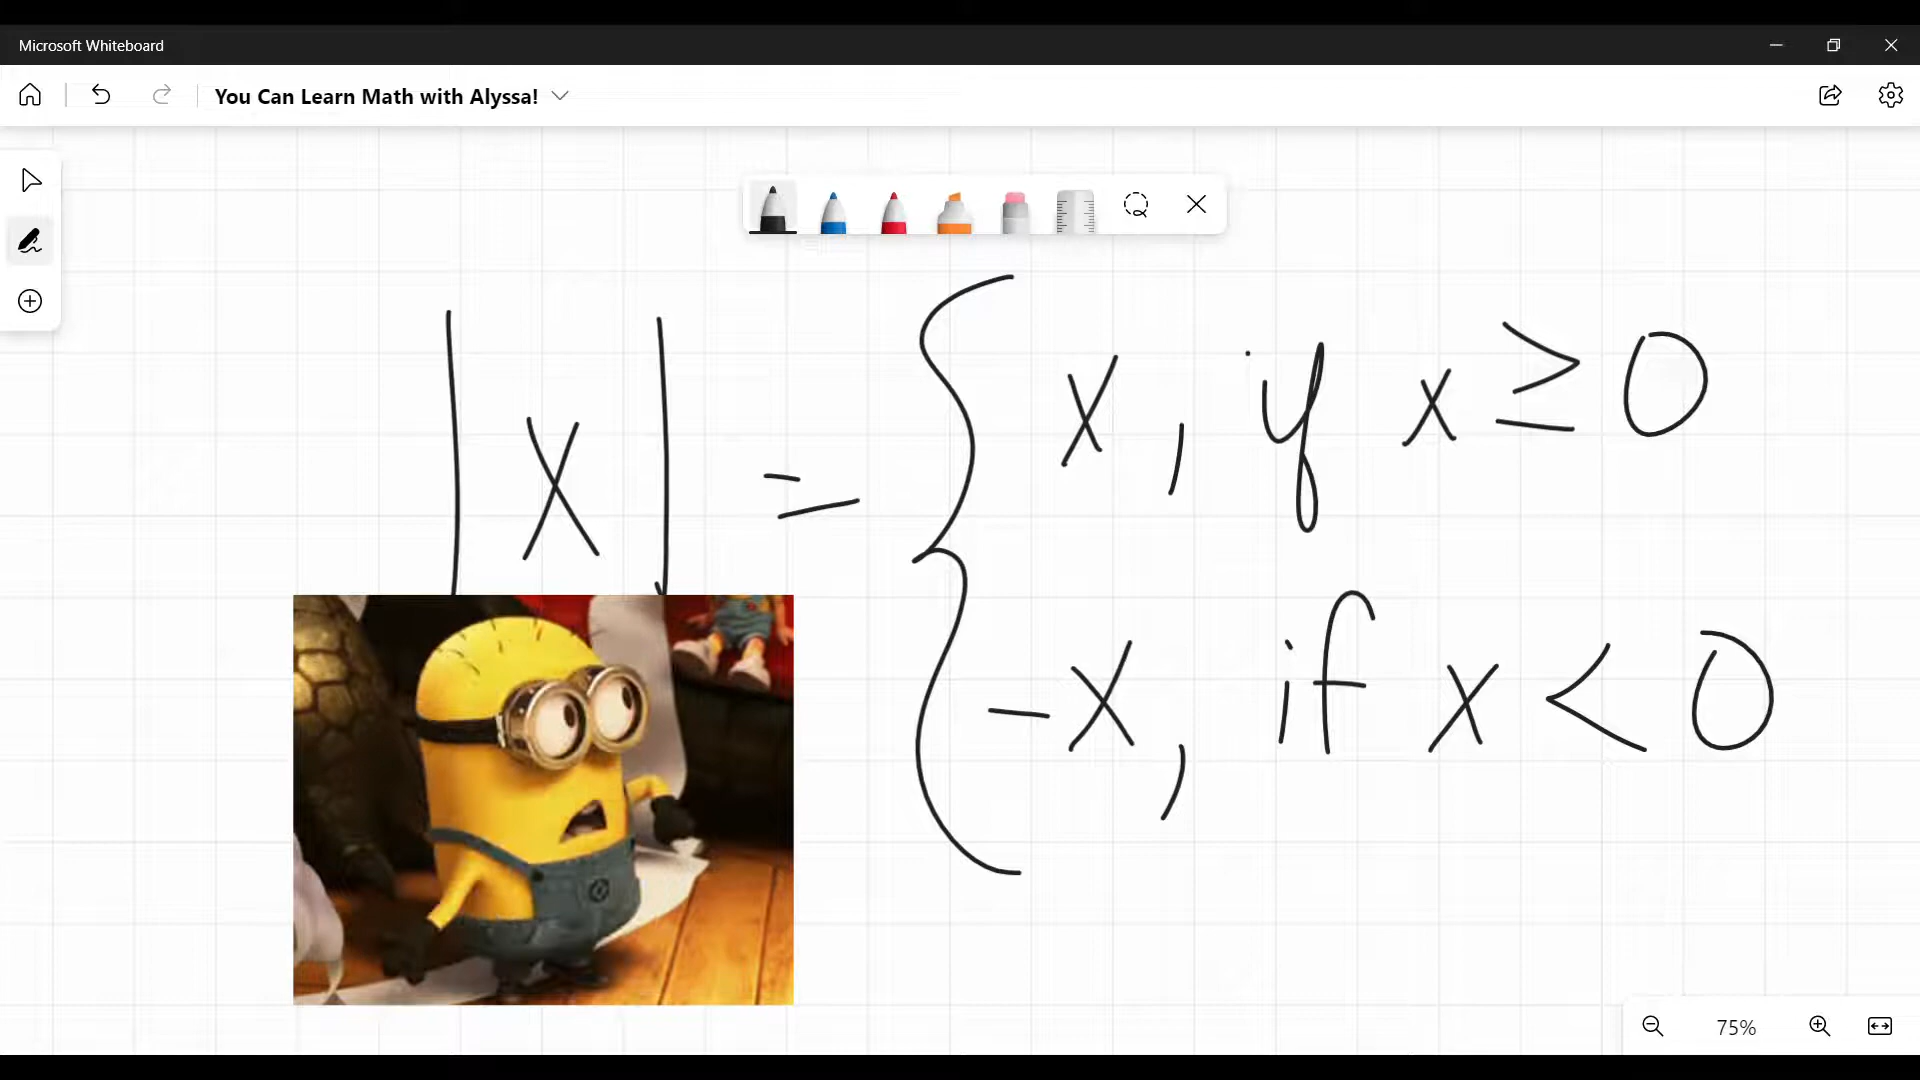 Microsoft Whiteboard
You Can Learn Math with Alyssa!
|x| = { x, if x ≥ 0
-x, if x < 0
75%